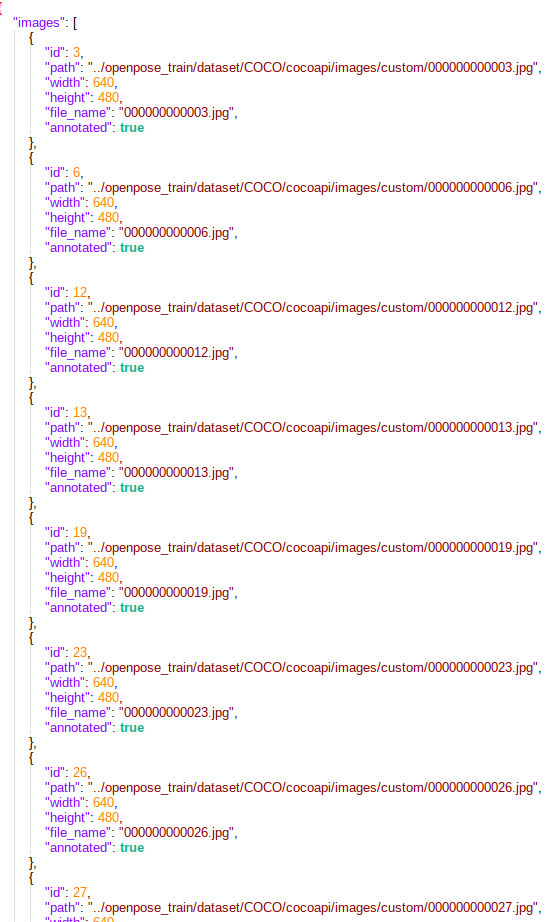 {
"images": [
{
"id": 3,
"path": "../openpose_train/dataset/COCO/cocoapi/images/custom/000000000003.jpg",
"width": 640,
"height": 480,
"file_name": "000000000003.jpg",
"annotated": true
},
{
"id": 6,
"path": "../openpose_train/dataset/COCO/cocoapi/images/custom/000000000006.jpg",
"width": 640,
"height": 480,
"file_name": "000000000006.jpg",
"annotated": true
},
{
"id": 12,
"path": "../openpose_train/dataset/COCO/cocoapi/images/custom/000000000012.jpg",
"width": 640,
"height": 480,
"file_name": "000000000012.jpg",
"annotated": true
},
{
"id": 13,
"path": "../openpose_train/dataset/COCO/cocoapi/images/custom/000000000013.jpg",
"width": 640,
"height": 480,
"file_name": "000000000013.jpg",
"annotated": true
},
{
"id": 19,
"path": "../openpose_train/dataset/COCO/cocoapi/images/custom/000000000019.jpg",
"width": 640,
"height": 480,
"file_name": "000000000019.jpg",
"annotated": true
},
{
"id": 23,
"path": "../openpose_train/dataset/COCO/cocoapi/images/custom/000000000023.jpg",
"width": 640,
"height": 480,
"file_name": "000000000023.jpg",
"annotated": true
},
{
"id": 26,
"path": "../openpose_train/dataset/COCO/cocoapi/images/custom/000000000026.jpg",
"width": 640,
"height": 480,
"file_name": "000000000026.jpg",
"annotated": true
},
{
"id": 27,
"path": "../openpose_train/dataset/COCO/cocoapi/images/custom/000000000027.jpg",
"width": 640,